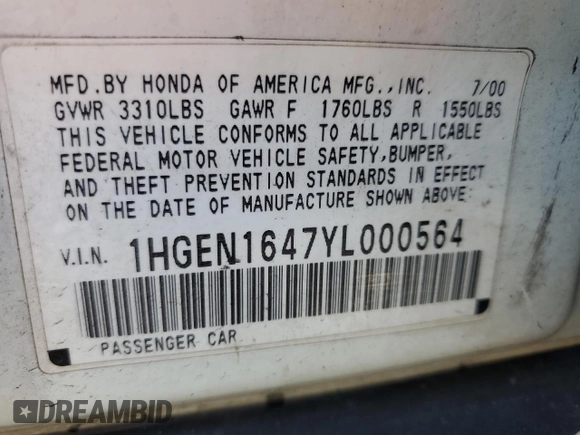 MFD.BY HONDA OF AMERICA MFG.,INC. 7/00
GVWR 3310LBS GAWR F 1760LBS R 1550LBS
THIS VEHICLE CONFORMS TO ALL APPLICABLE
FEDERAL MOTOR VEHICLE SAFETY,BUMPER,
AND THEFT PREVENTION STANDARDS IN EFFECT
ON THE DATE OF MANUFACTURE SHOWN ABOVE.
V.I.N. 1HGEN1647YL000564
PASSENGER CAR
DREAMBID